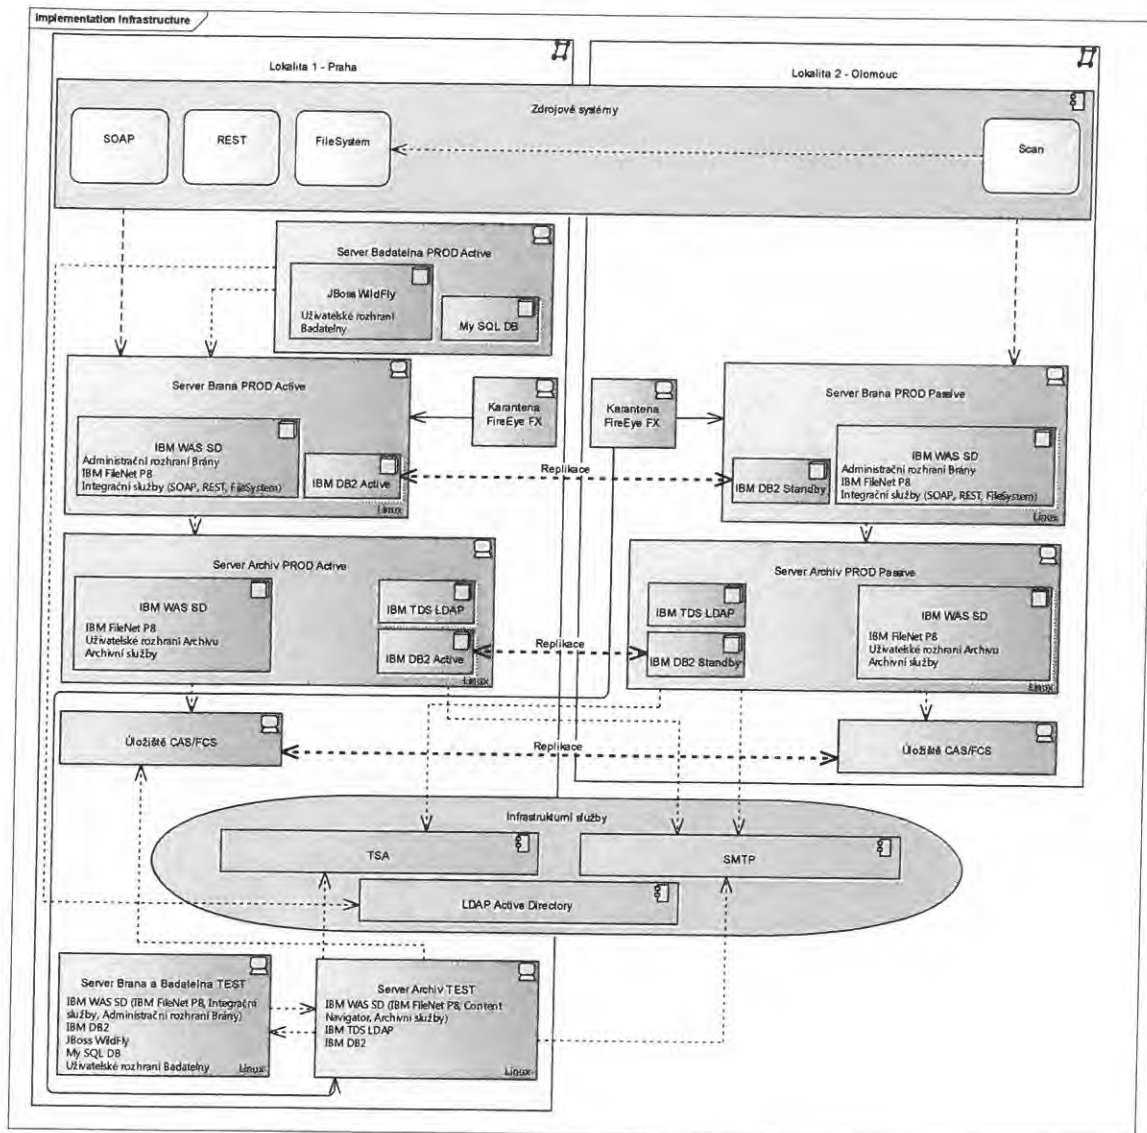 Implementation Infrastructure
Lokalita 1 - Praha
Lokalita 2 - Olomouc
Zdrojové systémy
SOAP
REST
FileSystem
Scan
Server Badatelna PROD Active
JBoss WildFly
Uživatelské rozhraní
Badatelny
My SQL DB
Server Brana PROD Active
IBM WAS SD
Administrační rozhraní Brány
IBM FileNet P8
Integrační služby (SOAP, REST, FileSystem)
IBM DB2 Active
Linux
Karantena
FireEye FX
Karantena
FireEye FX
Replikace
Server Brana PROD Passive
IBM DB2 Standby
IBM WAS SD
Administrační rozhraní Brány
IBM FileNet P8
Integrační služby (SOAP, REST, FileSystem)
Linux
Server Archiv PROD Active
IBM WAS SD
IBM FileNet P8
Uživatelské rozhraní Archivu
Archivní služby
IBM TDS LDAP
IBM DB2 Active
Linux
Replikace
Server Archiv PROD Passive
IBM TDS LDAP
IBM DB2 Standby
IBM WAS SD
IBM FileNet P8
Uživatelské rozhraní Archivu
Archivní služby
Linux
Úložiště CAS/FCS
Replikace
Úložiště CAS/FCS
Infrastrukturní služby
TSA
SMTP
LDAP Active Directory
Server Brana a Badatelna TEST
IBM WAS SD (IBM FileNet P8, Integrační
služby, Administrační rozhraní Brány)
IBM DB2
JBoss WildFly
My SQL DB
Uživatelské rozhraní Badatelny
Linux
Server Archiv TEST
IBM WAS SD (IBM FileNet P8, Content
Navigator, Archivní služby)
IBM TDS LDAP
IBM DB2
Linux